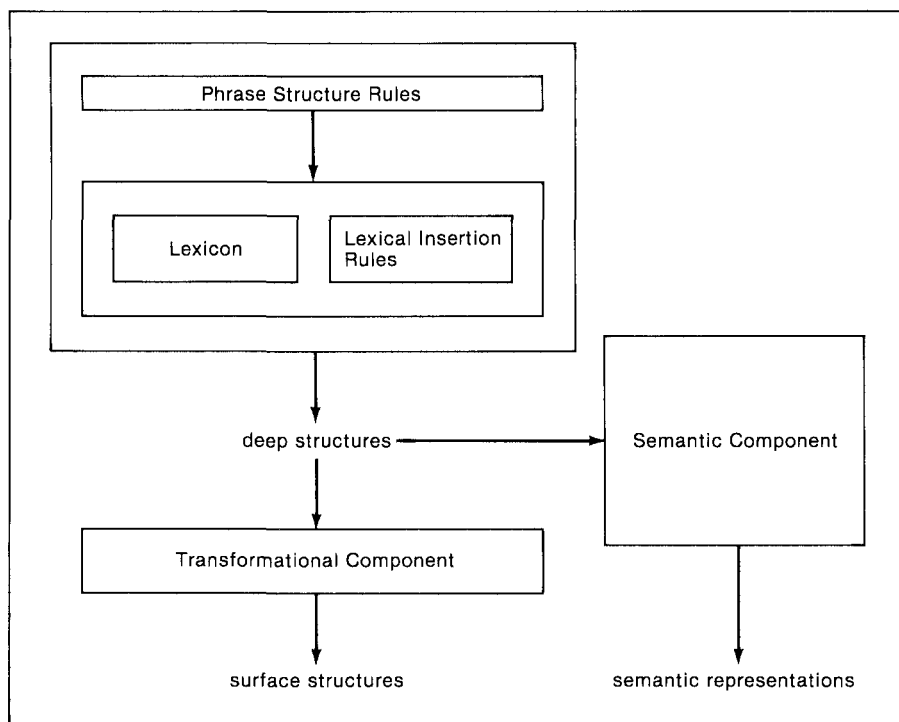 Phrase Structure Rules
Lexicon
Lexical Insertion
Rules
deep structures
Semantic Component
Transformational Component
surface structures
semantic representations